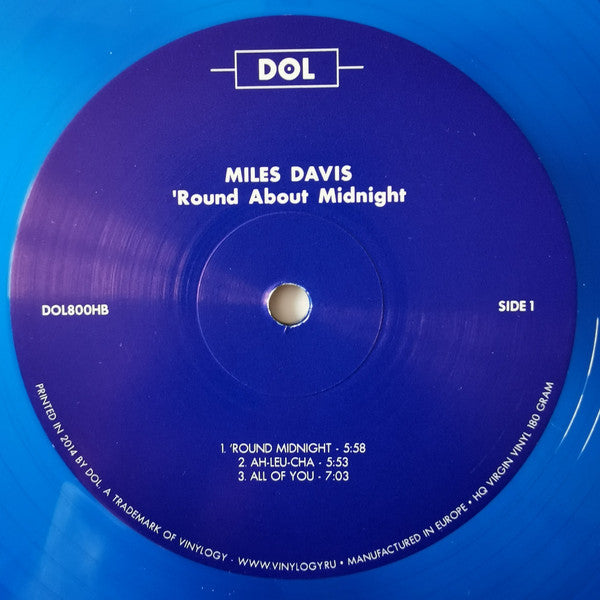 DOL
MILES DAVIS
'Round About Midnight
DOL800HB
SIDE 1
1. 'ROUND MIDNIGHT - 5:58
2. AH-LEU-CHA - 5:53
3. ALL OF YOU - 7:03
PRINTED IN 2014 BY DOL. A TRADEMARK OF VINYLOGY - WWW.VINYLOGY.RU • MANUFACTURED IN EUROPE • HQ VIRGIN VINYL 180 GRAM